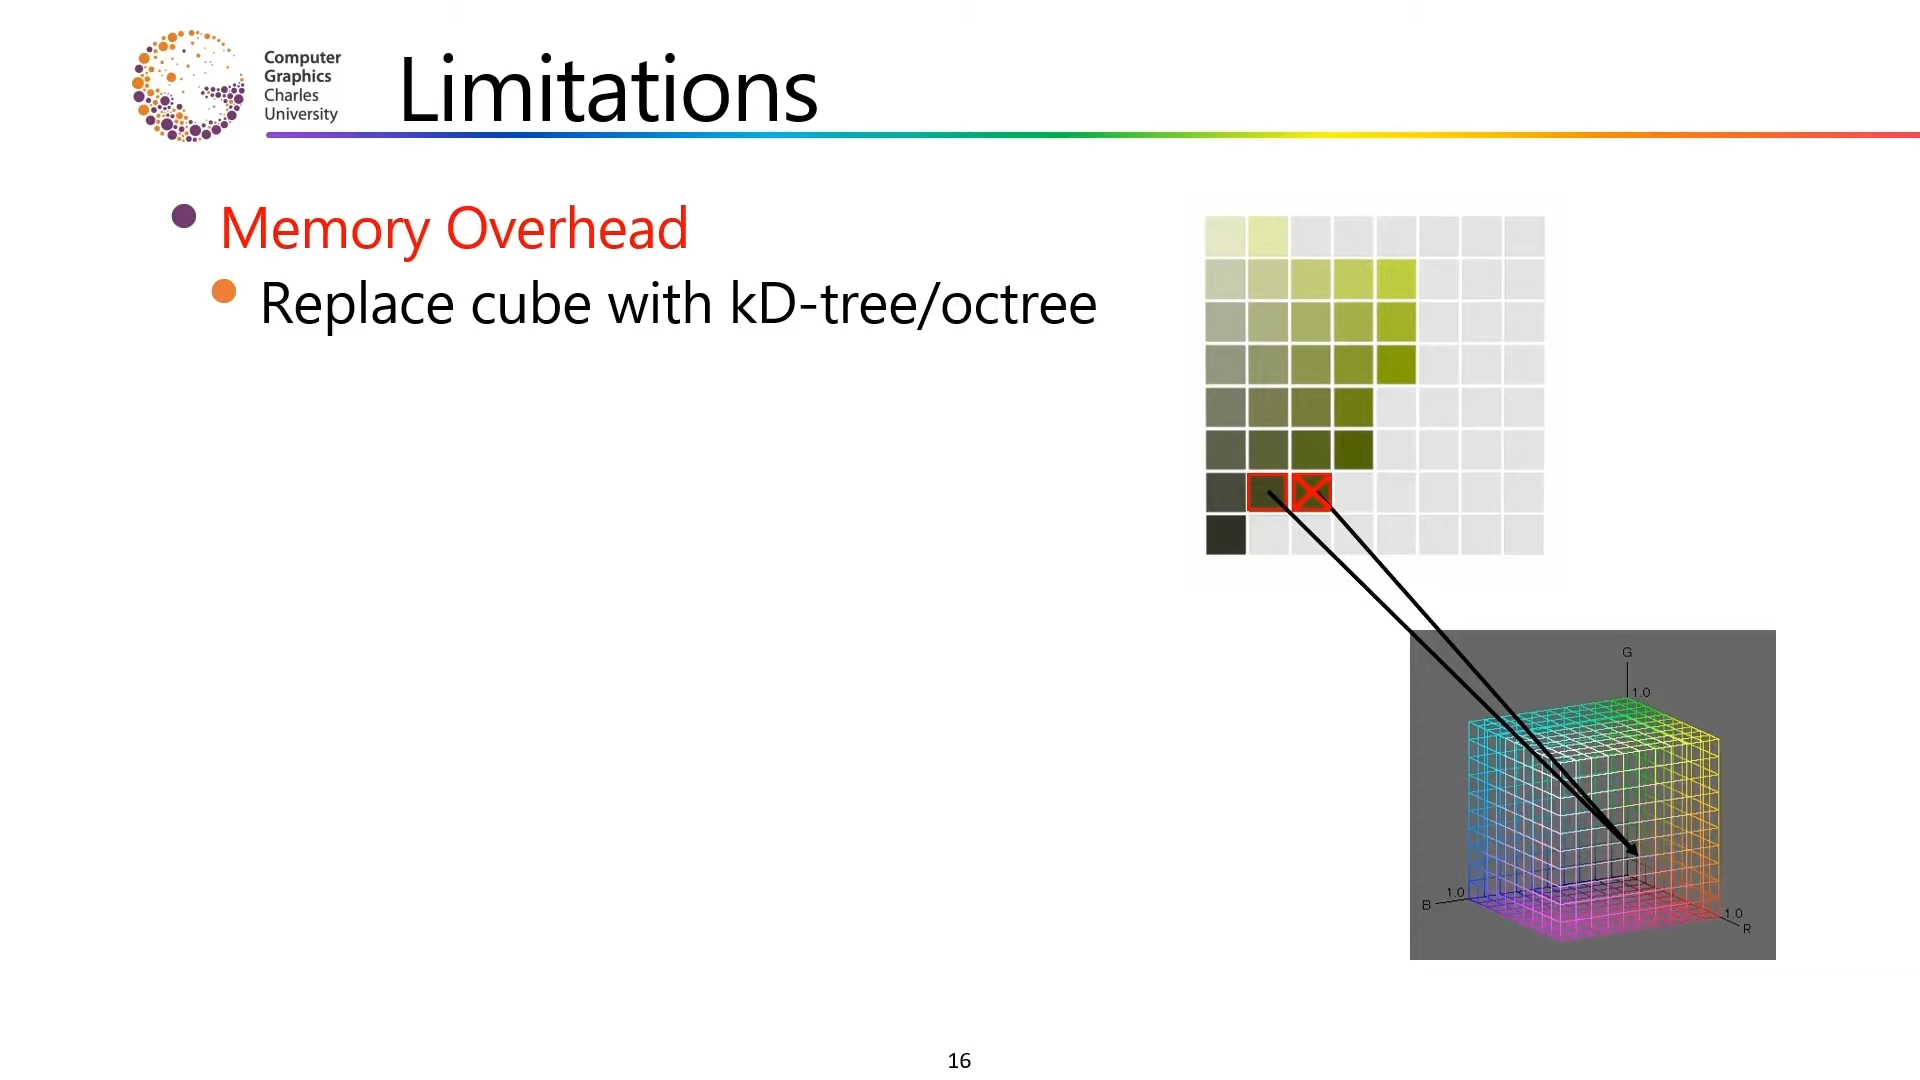 Computer
Graphics
Charles
University
Limitations
Memory Overhead
Replace cube with kD-tree/octree
G
1.0
1.0
B
1.0
R
16